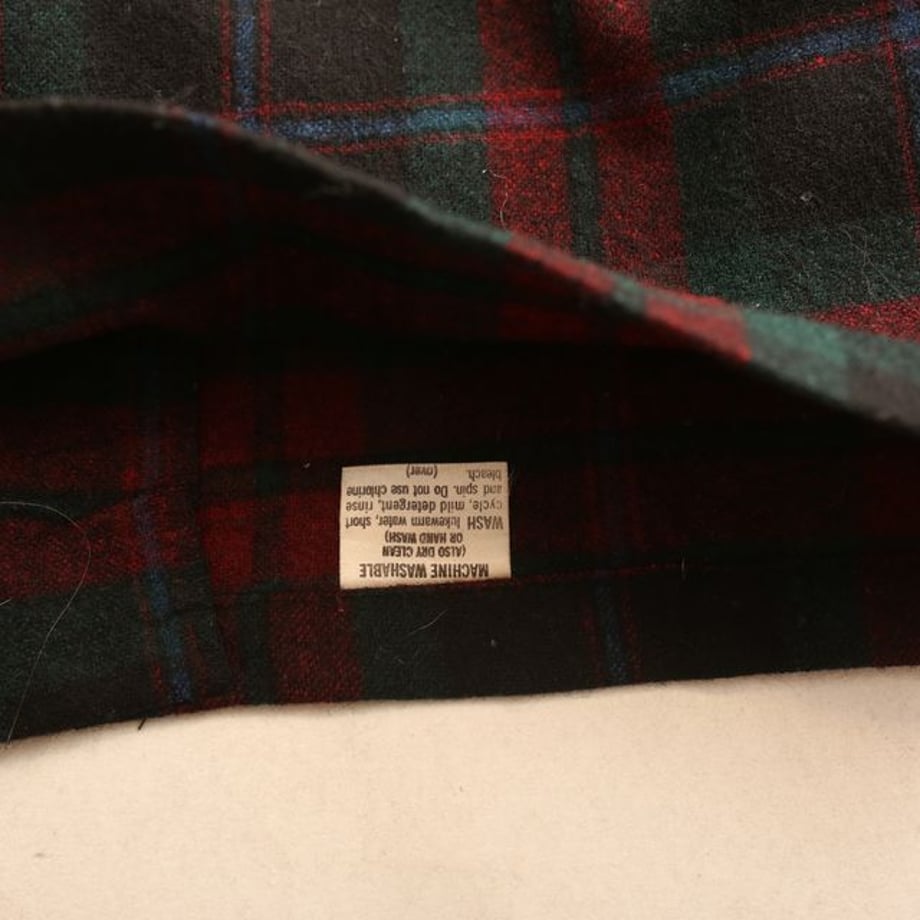 MACHINE WASHABLE
(ALSO DRY CLEAN
OR HAND WASH)
WASH lukewarm water, short
cycle, mild detergent, rinse
and spin. Do not use chlorine
bleach. (over)